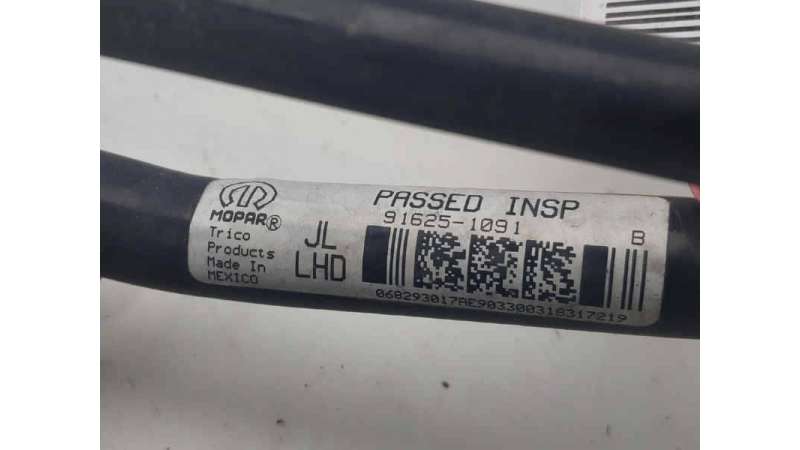 MOPAR®
Trico
Products
Made In
MEXICO
JL
LHD
PASSED INSP
91625-1091
B
068293017AE903300318317219